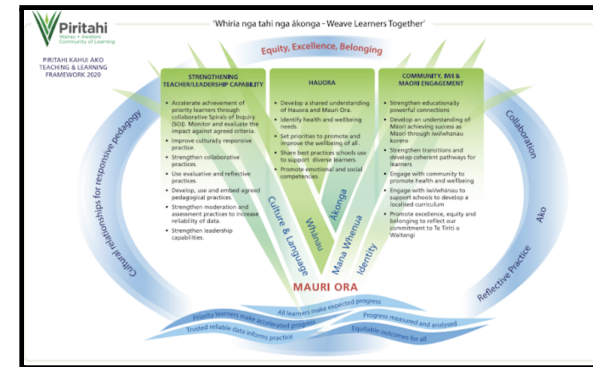 'Whiria nga tahi nga ākonga - Weave Learners Together'
Piritahi
Community of Learning
PIRITAHI KAHUI AKO
TEACHING & LEARNING
FRAMEWORK 2020
Equity, Excellence, Belonging
STRENGTHENING
TEACHER/LEADERSHIP CAPABILITY
• Accelerate achievement of
priority learners through
collaborative Spirals of Inquiry
(SOI). Monitor and evaluate the
impact against agreed criteria.
• Improve culturally responsive
practice.
• Strengthen collaborative
practices.
• Use evaluative and reflective
practices.
• Develop, use and embed agreed
pedagogical practices.
• Strengthen moderation and
assessment practices to increase
reliability of data.
• Strengthen leadership
capabilities.
HAUORA
• Develop a shared understanding
of Hauora and Mauri Ora.
• Identify health and wellbeing
needs.
• Set priorities to promote and
improve the wellbeing of all.
• Share best practices schools use
to support diverse learners
• Promote emotional and social
competencies.
COMMUNITY, IWI &
MAORI ENGAGEMENT
• Strengthen educationally
powerful connections
• Develop an understanding of
Maori achieving success as
Maori through iwi/whānau
korero
• Strengthen transitions and
develop coherent pathways for
learners
• Engage with community to
promote health and wellbeing
• Engage with iwi/whānau to
support schools to develop a
localised curriculum
• Promote excellence, equity and
belonging to reflect our
commitment to Te Tiriti o
Waitangi
Cultural relationships for responsive pedagogy
Collaboration
Ako
Reflective Practice
Culture & Language
Whānau
Ākonga
Mana Whenua
Identity
MAURI ORA
All learners make expected progress
Priority learners make accelerated progress
Progress measured and analysed
Trusted reliable data informs practice
Equitable outcomes for all